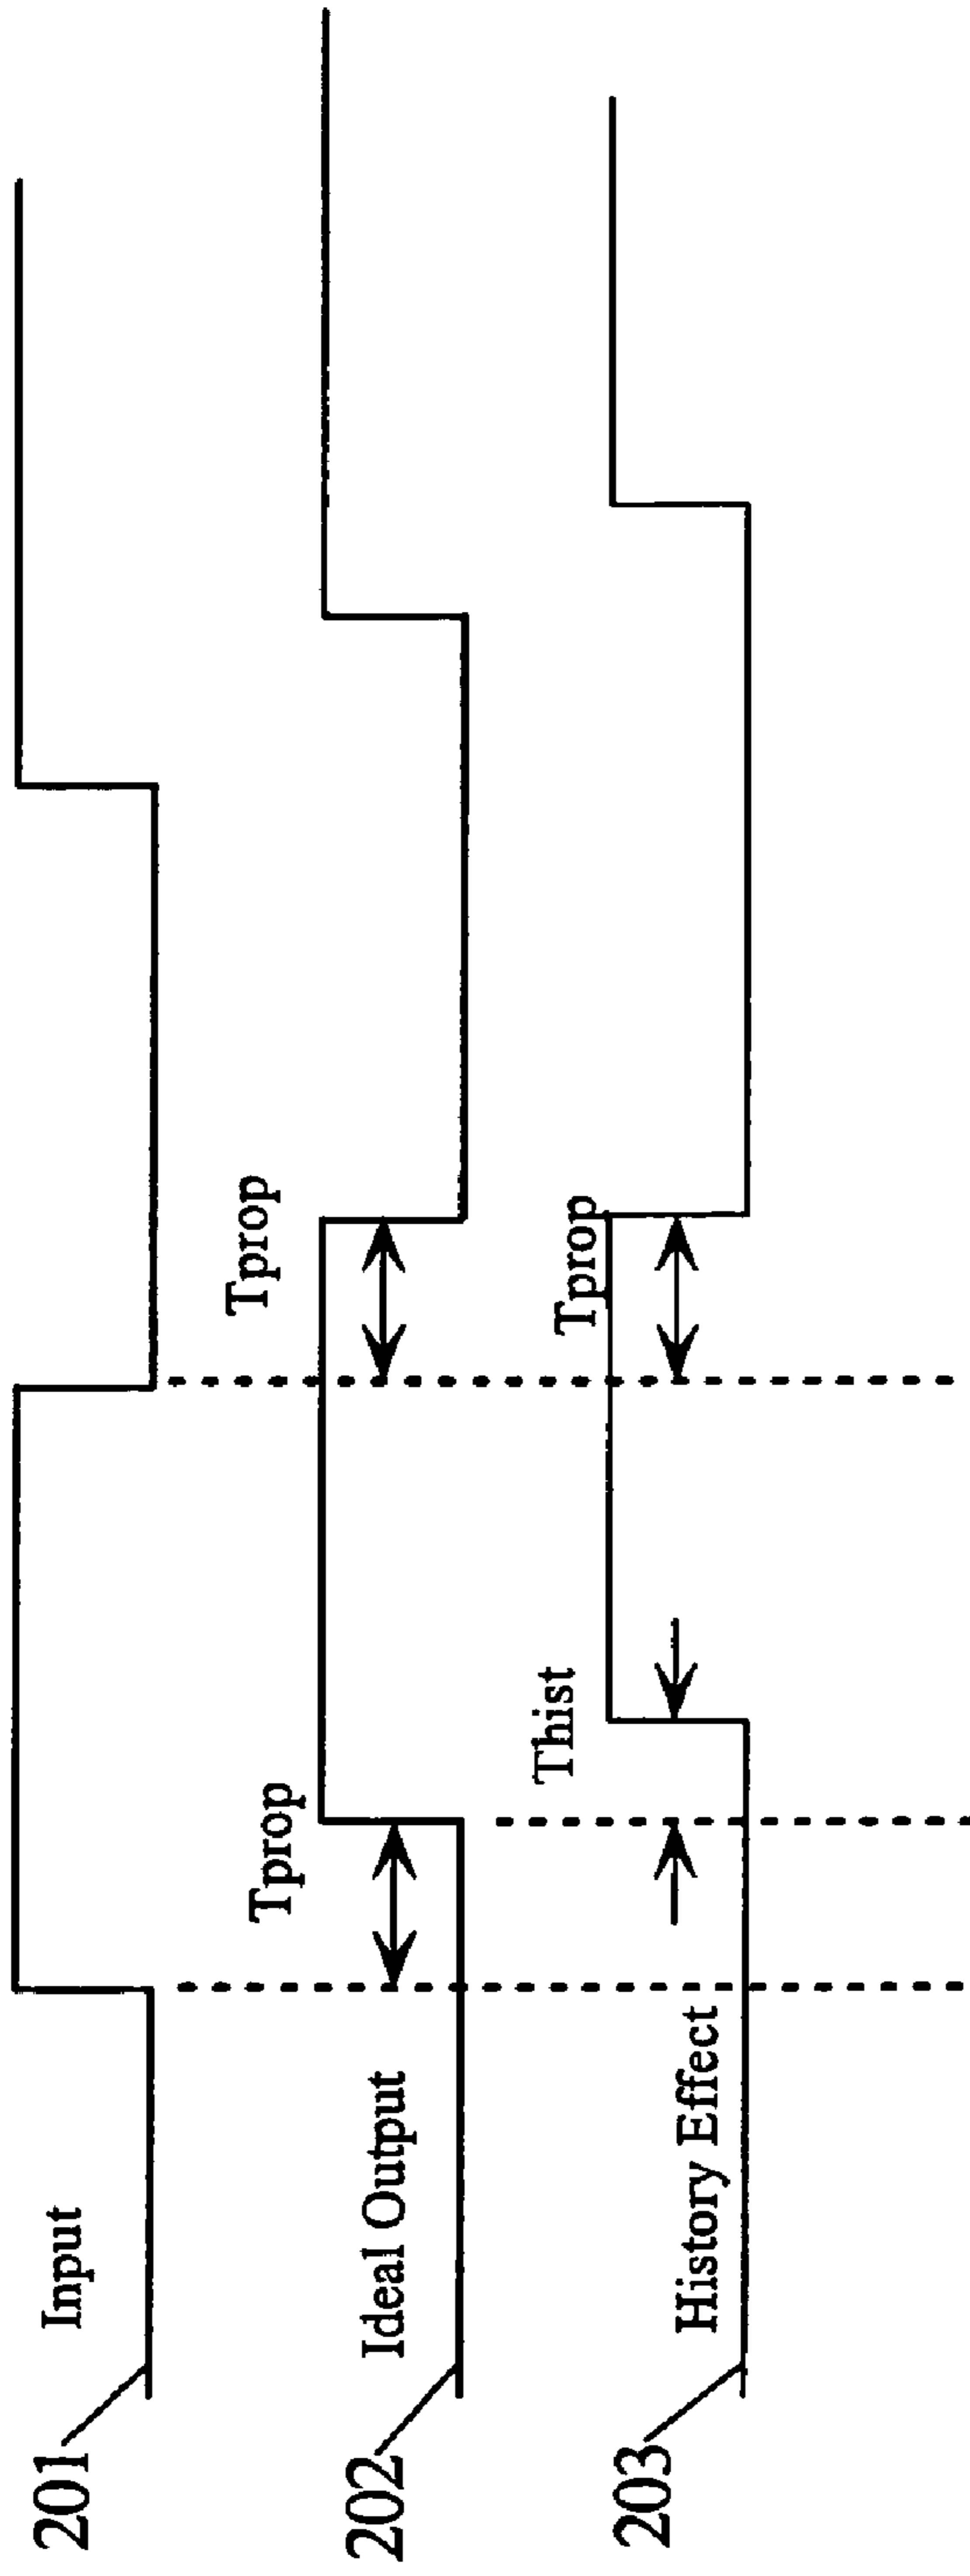 201
Input
202
Ideal Output
Tprop
Tprop
203
History Effect
Thist
Tprop